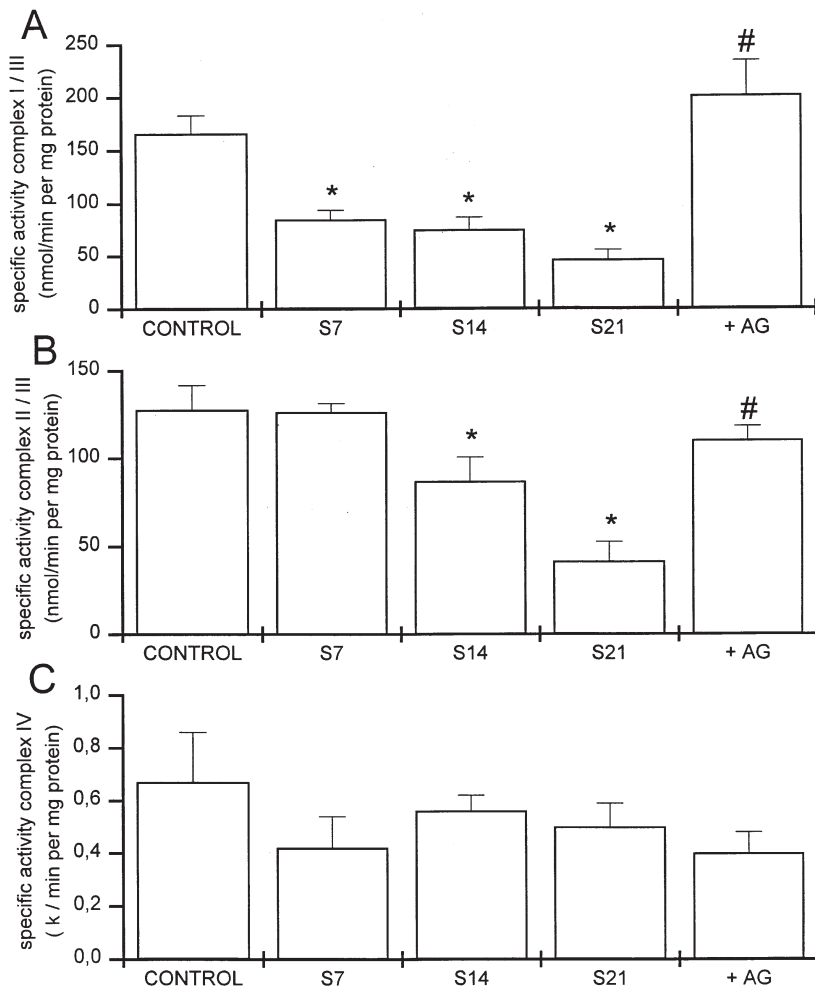 A
specific activity complex I / III
(nmol/min per mg protein)
250
200
150
100
50
0
#
*
*
*
CONTROL S7 S14 S21 + AG
B
specific activity complex II / III
(nmol/min per mg protein)
150
100
50
0
#
*
*
CONTROL S7 S14 S21 + AG
C
specific activity complex IV
( k / min per mg protein)
1,0
0,8
0,6
0,4
0,2
0,0
CONTROL S7 S14 S21 + AG